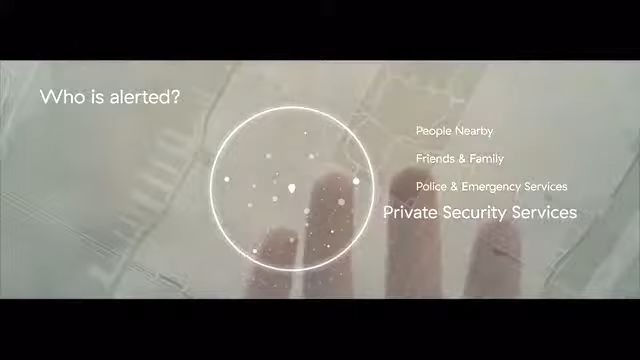 Who is alerted?
People Nearby
Friends & Family
Police & Emergency Services
Private Security Services